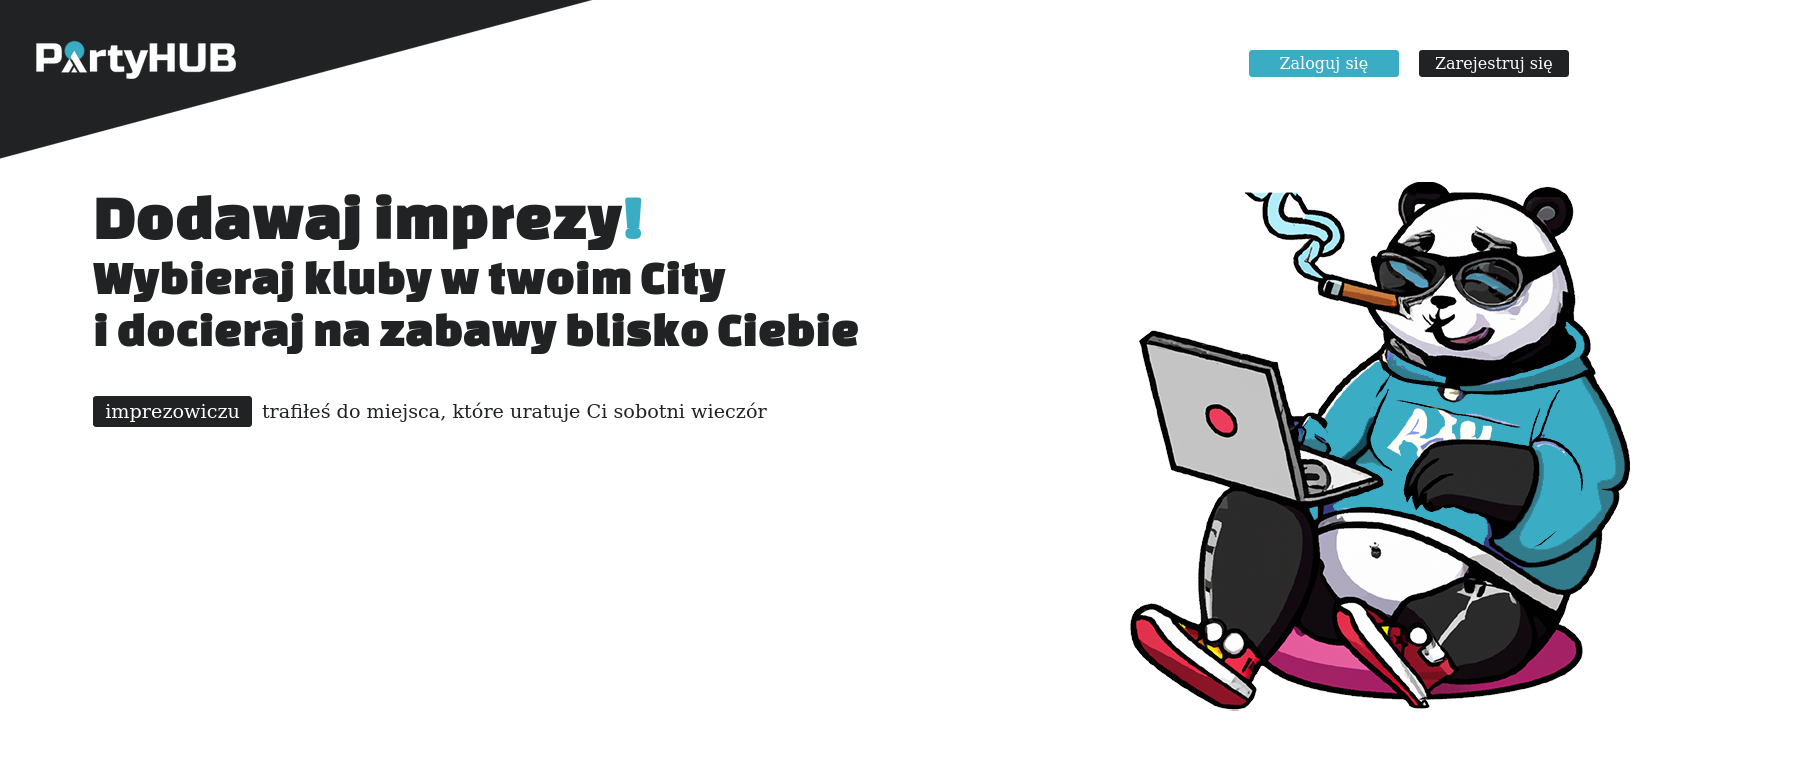 PartyHUB
Zaloguj się
Zarejestruj się
Dodawaj imprezy!
Wybieraj kluby w twoim City
i docieraj na zabawy blisko Ciebie
imprezowiczu trafiłeś do miejsca, które uratuje Ci sobotni wieczór